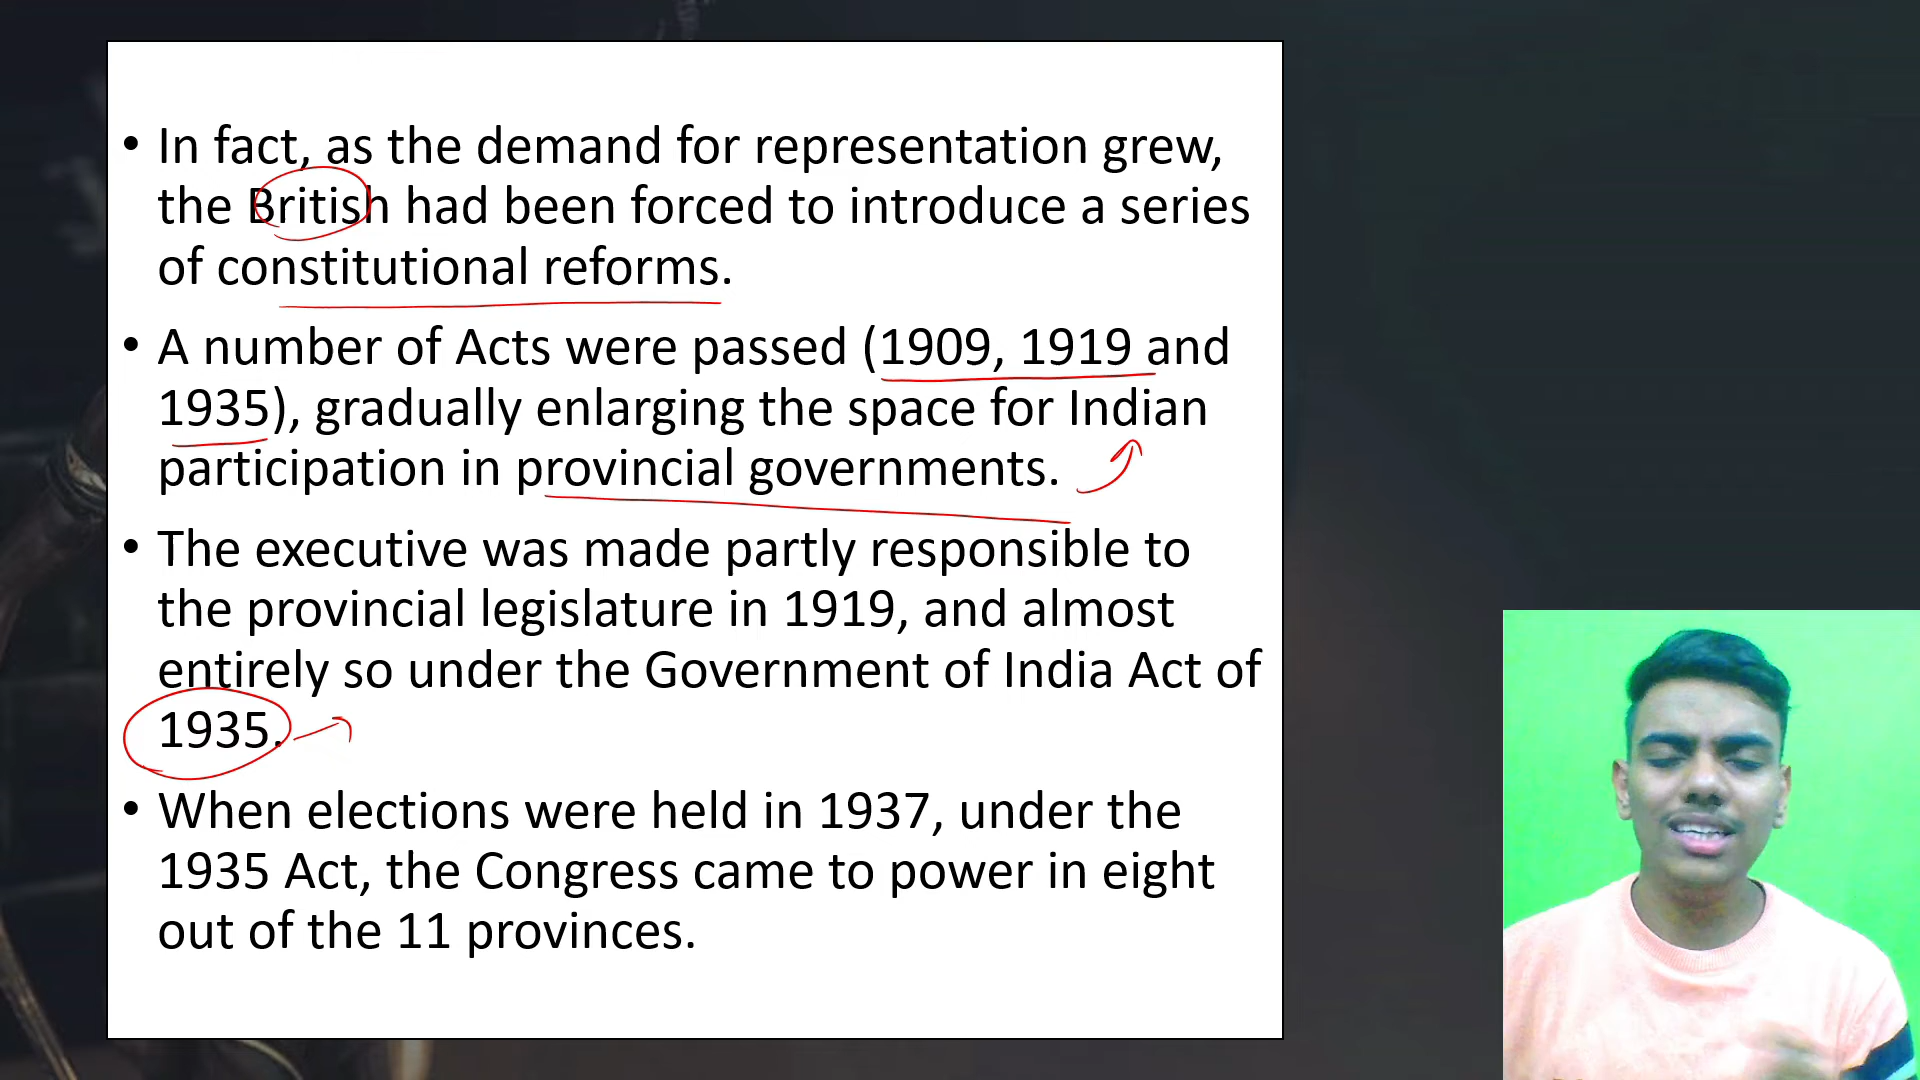 • In fact, as the demand for representation grew,
the British had been forced to introduce a series
of constitutional reforms.
• A number of Acts were passed (1909, 1919 and
1935), gradually enlarging the space for Indian
participation in provincial governments.
• The executive was made partly responsible to
the provincial legislature in 1919, and almost
entirely so under the Government of India Act of
1935.
• When elections were held in 1937, under the
1935 Act, the Congress came to power in eight
out of the 11 provinces.